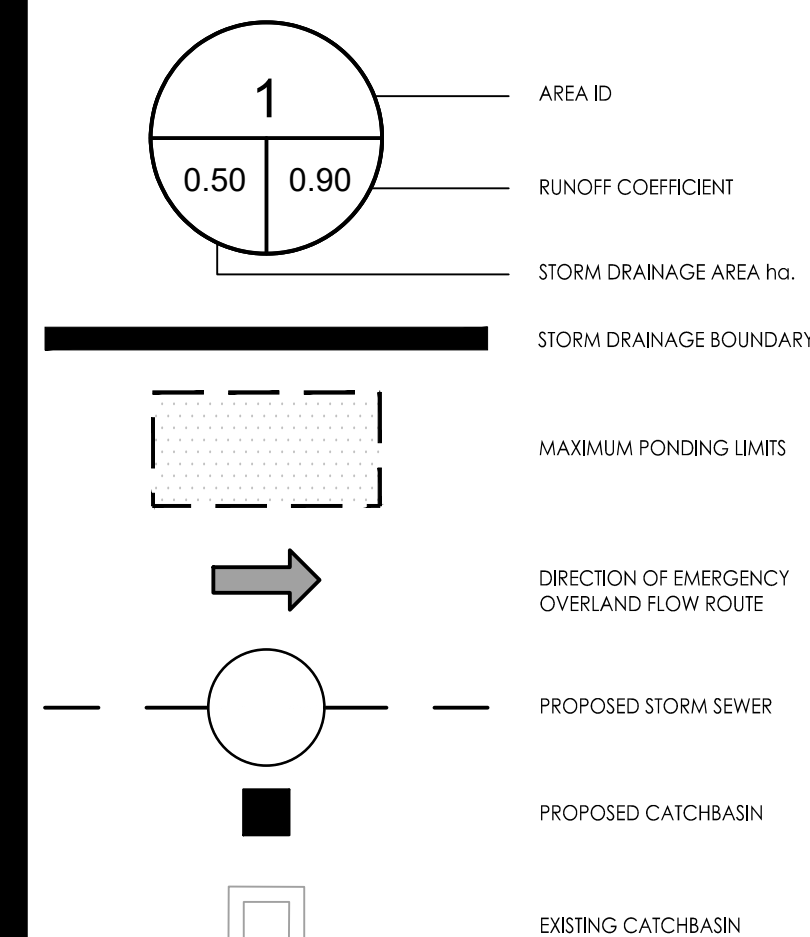 1
AREA ID
0.50 0.90
RUNOFF COEFFICIENT
STORM DRAINAGE AREA ha.
STORM DRAINAGE BOUNDARY
MAXIMUM PONDING LIMITS
DIRECTION OF EMERGENCY
OVERLAND FLOW ROUTE
PROPOSED STORM SEWER
PROPOSED CATCHBASIN
EXISTING CATCHBASIN